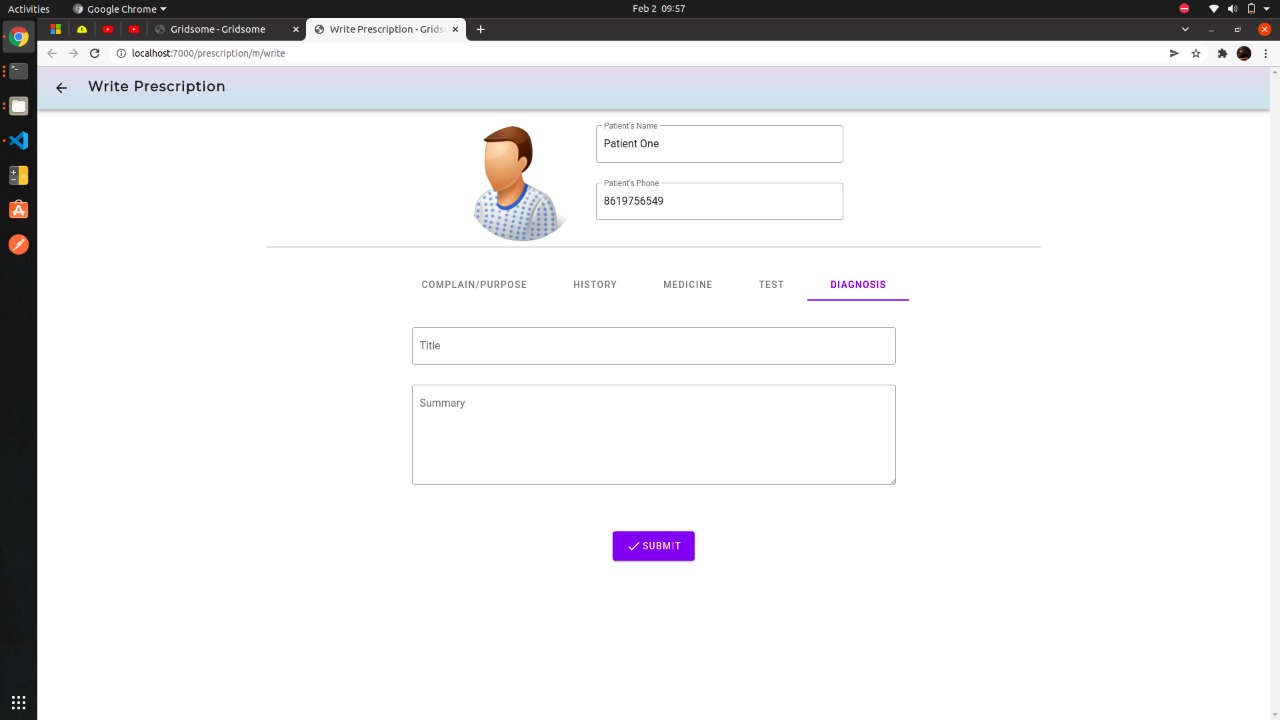 Activities Google Chrome Feb 2 09:57
Gridsome - Gridsome Write Prescription - Grids
localhost:7000/prescription/m/write
Write Prescription
Patient's Name
Patient One
Patient's Phone
8619756549
COMPLAIN/PURPOSE HISTORY MEDICINE TEST DIAGNOSIS
Title
Summary
SUBMIT